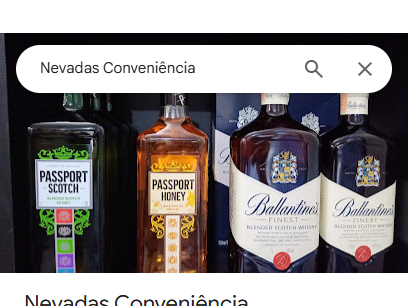 Nevadas Conveniência
PASSPORT
SCOTCH
BLENDED SCOTCH WHISKY
PASSPORT
HONEY
Ballantine's
FINEST
BLENDED SCOTCH WHISKY
Ballantine's
FINEST
BLENDED SCOTCH WHISKY
Nevadas Conveniência